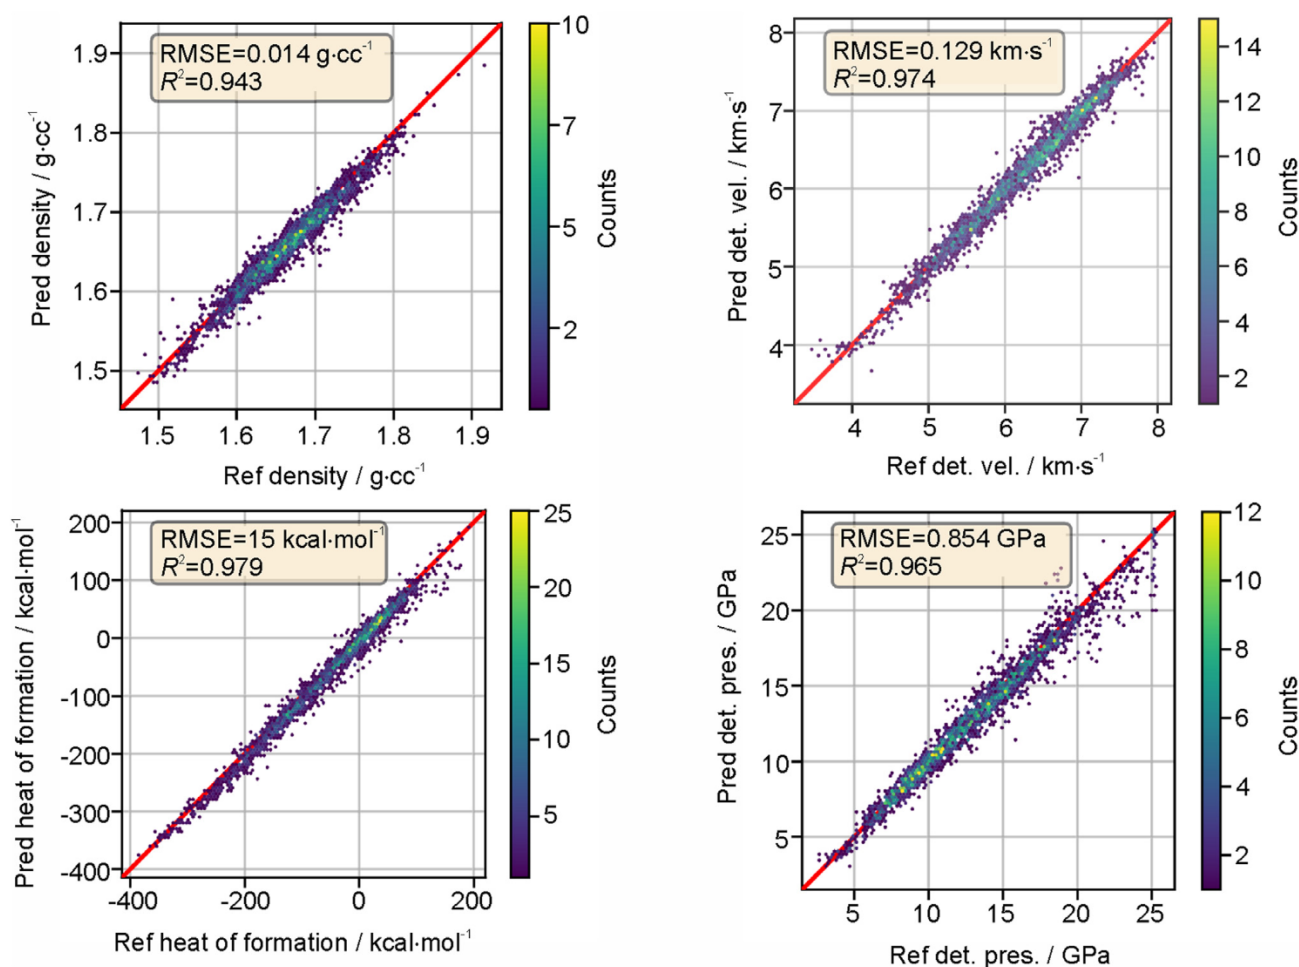 RMSE=0.014 g·cc⁻¹
R²=0.943
Pred density / g·cc⁻¹
1.9
1.8
1.7
1.6
1.5
1.5 1.6 1.7 1.8 1.9
Ref density / g·cc⁻¹
10
7
5
2
Counts
RMSE=0.129 km·s⁻¹
R²=0.974
Pred det. vel. / km·s⁻¹
8
7
6
5
4
4 5 6 7 8
Ref det. vel. / km·s⁻¹
14
12
10
8
6
4
2
Counts
RMSE=15 kcal·mol⁻¹
R²=0.979
Pred heat of formation / kcal·mol⁻¹
200
100
0
-100
-200
-300
-400
-400 -200 0 200
Ref heat of formation / kcal·mol⁻¹
25
20
15
10
5
Counts
RMSE=0.854 GPa
R²=0.965
Pred det. pres. / GPa
25
20
15
10
5
5 10 15 20 25
Ref det. pres. / GPa
12
10
8
6
4
2
Counts